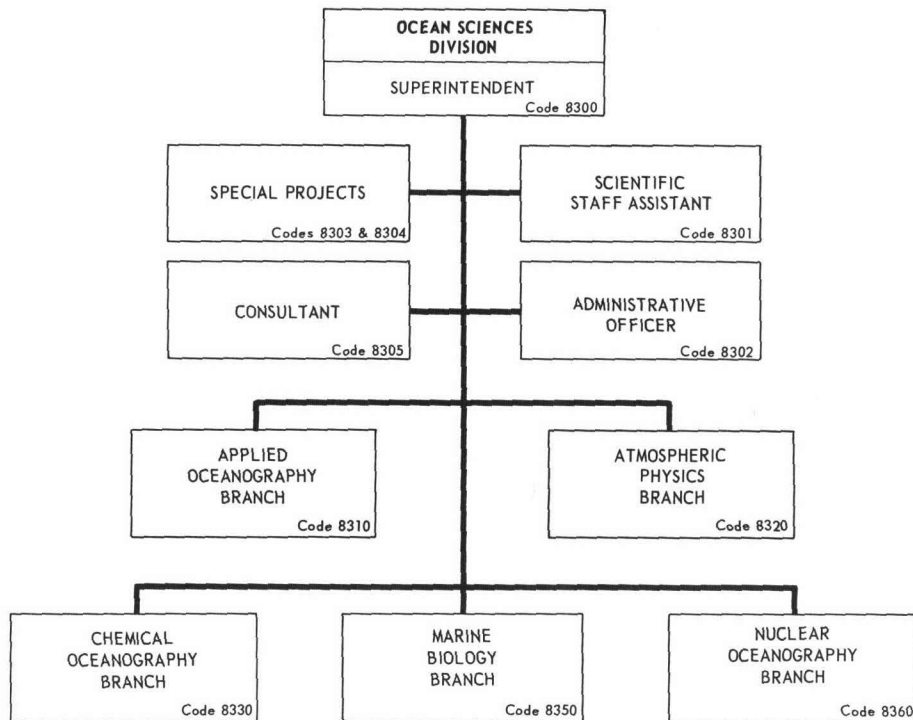 OCEAN SCIENCES
DIVISION
SUPERINTENDENT
Code 8300
SPECIAL PROJECTS
Codes 8303 & 8304
SCIENTIFIC
STAFF ASSISTANT
Code 8301
CONSULTANT
Code 8305
ADMINISTRATIVE
OFFICER
Code 8302
APPLIED
OCEANOGRAPHY
BRANCH
Code 8310
ATMOSPHERIC
PHYSICS
BRANCH
Code 8320
CHEMICAL
OCEANOGRAPHY
BRANCH
Code 8330
MARINE
BIOLOGY
BRANCH
Code 8350
NUCLEAR
OCEANOGRAPHY
BRANCH
Code 8360